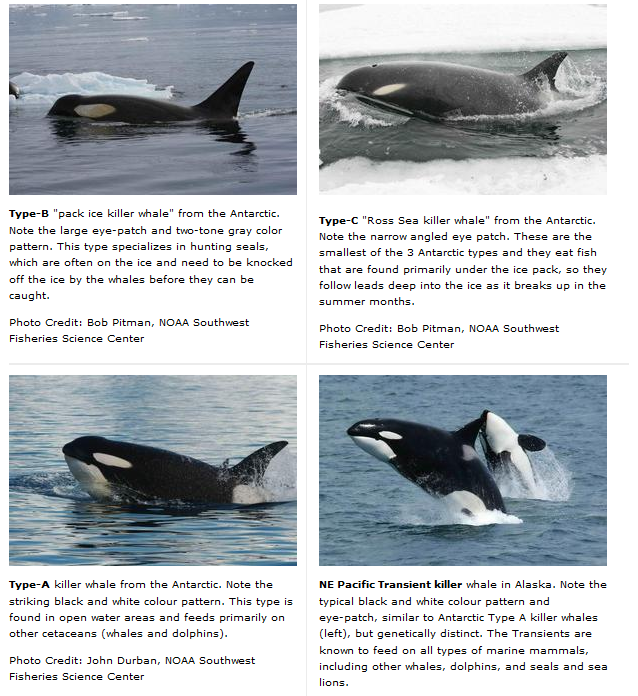 Type-B "pack ice killer whale" from the Antarctic.
Note the large eye-patch and two-tone gray color
pattern. This type specializes in hunting seals,
which are often on the ice and need to be knocked
off the ice by the whales before they can be
caught.
Photo Credit: Bob Pitman, NOAA Southwest
Fisheries Science Center
Type-C "Ross Sea killer whale" from the Antarctic.
Note the narrow angled eye patch. These are the
smallest of the 3 Antarctic types and they eat fish
that are found primarily under the ice pack, so they
follow leads deep into the ice as it breaks up in the
summer months.
Photo Credit: Bob Pitman, NOAA Southwest
Fisheries Science Center
Type-A killer whale from the Antarctic. Note the
striking black and white colour pattern. This type is
found in open water areas and feeds primarily on
other cetaceans (whales and dolphins).
Photo Credit: John Durban, NOAA Southwest
Fisheries Science Center
NE Pacific Transient killer whale in Alaska. Note the
typical black and white colour pattern and
eye-patch, similar to Antarctic Type A killer whales
(left), but genetically distinct. The Transients are
known to feed on all types of marine mammals,
including other whales, dolphins, and seals and sea
lions.